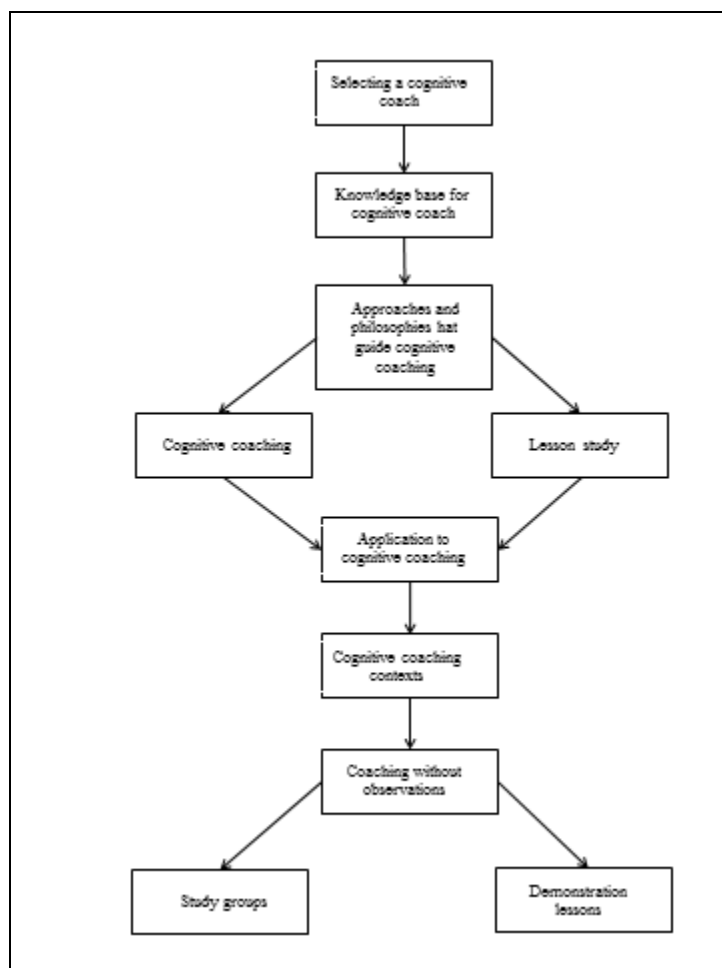 Selecting a cognitive
coach
Knowledge base for
cognitive coach
Approaches and
philosophies hat
guide cognitive
coaching
Cognitive coaching
Lesson study
Application to
cognitive coaching
Cognitive coaching
contexts
Coaching without
observations
Study groups
Demonstration
lessons